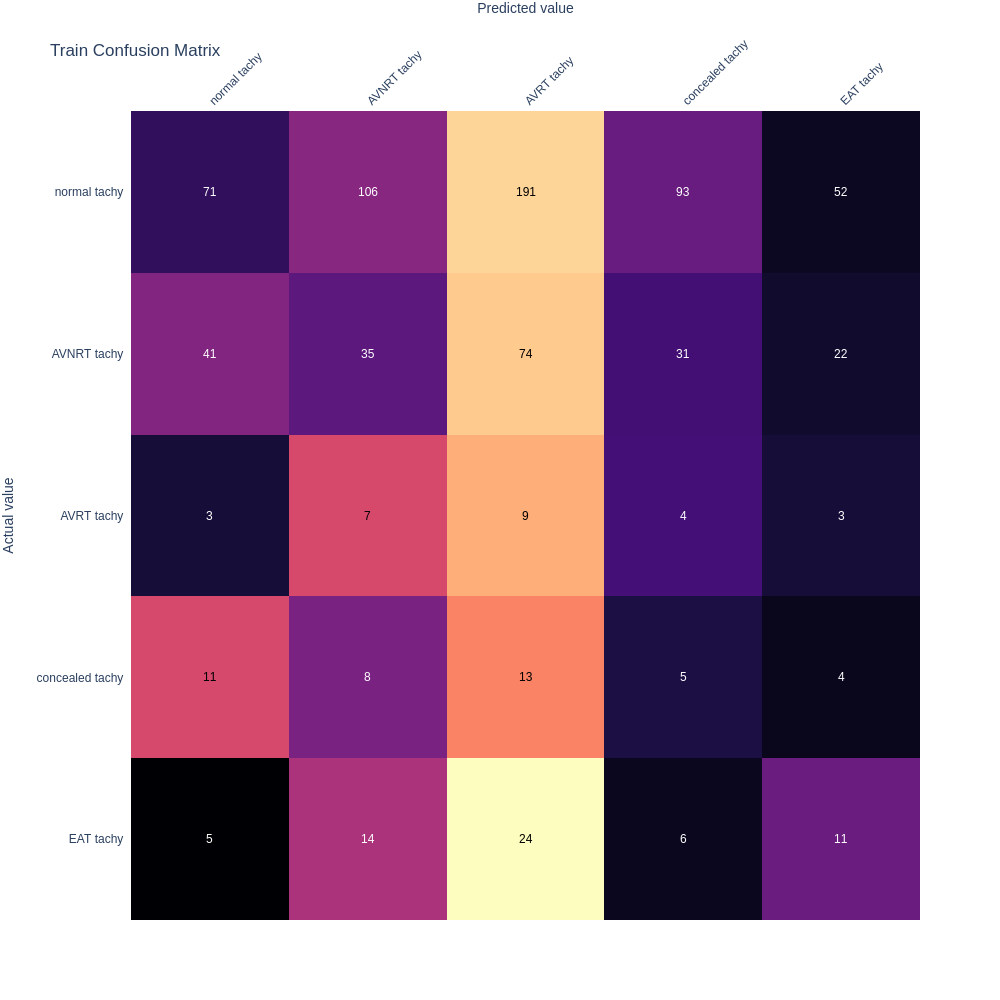 Predicted value
Train Confusion Matrix
normal tachy AVNRT tachy AVRT tachy concealed tachy EAT tachy
normal tachy 71 106 191 93 52
AVNRT tachy 41 35 74 31 22
Actual value
AVRT tachy 3 7 9 4 3
concealed tachy 11 8 13 5 4
EAT tachy 5 14 24 6 11